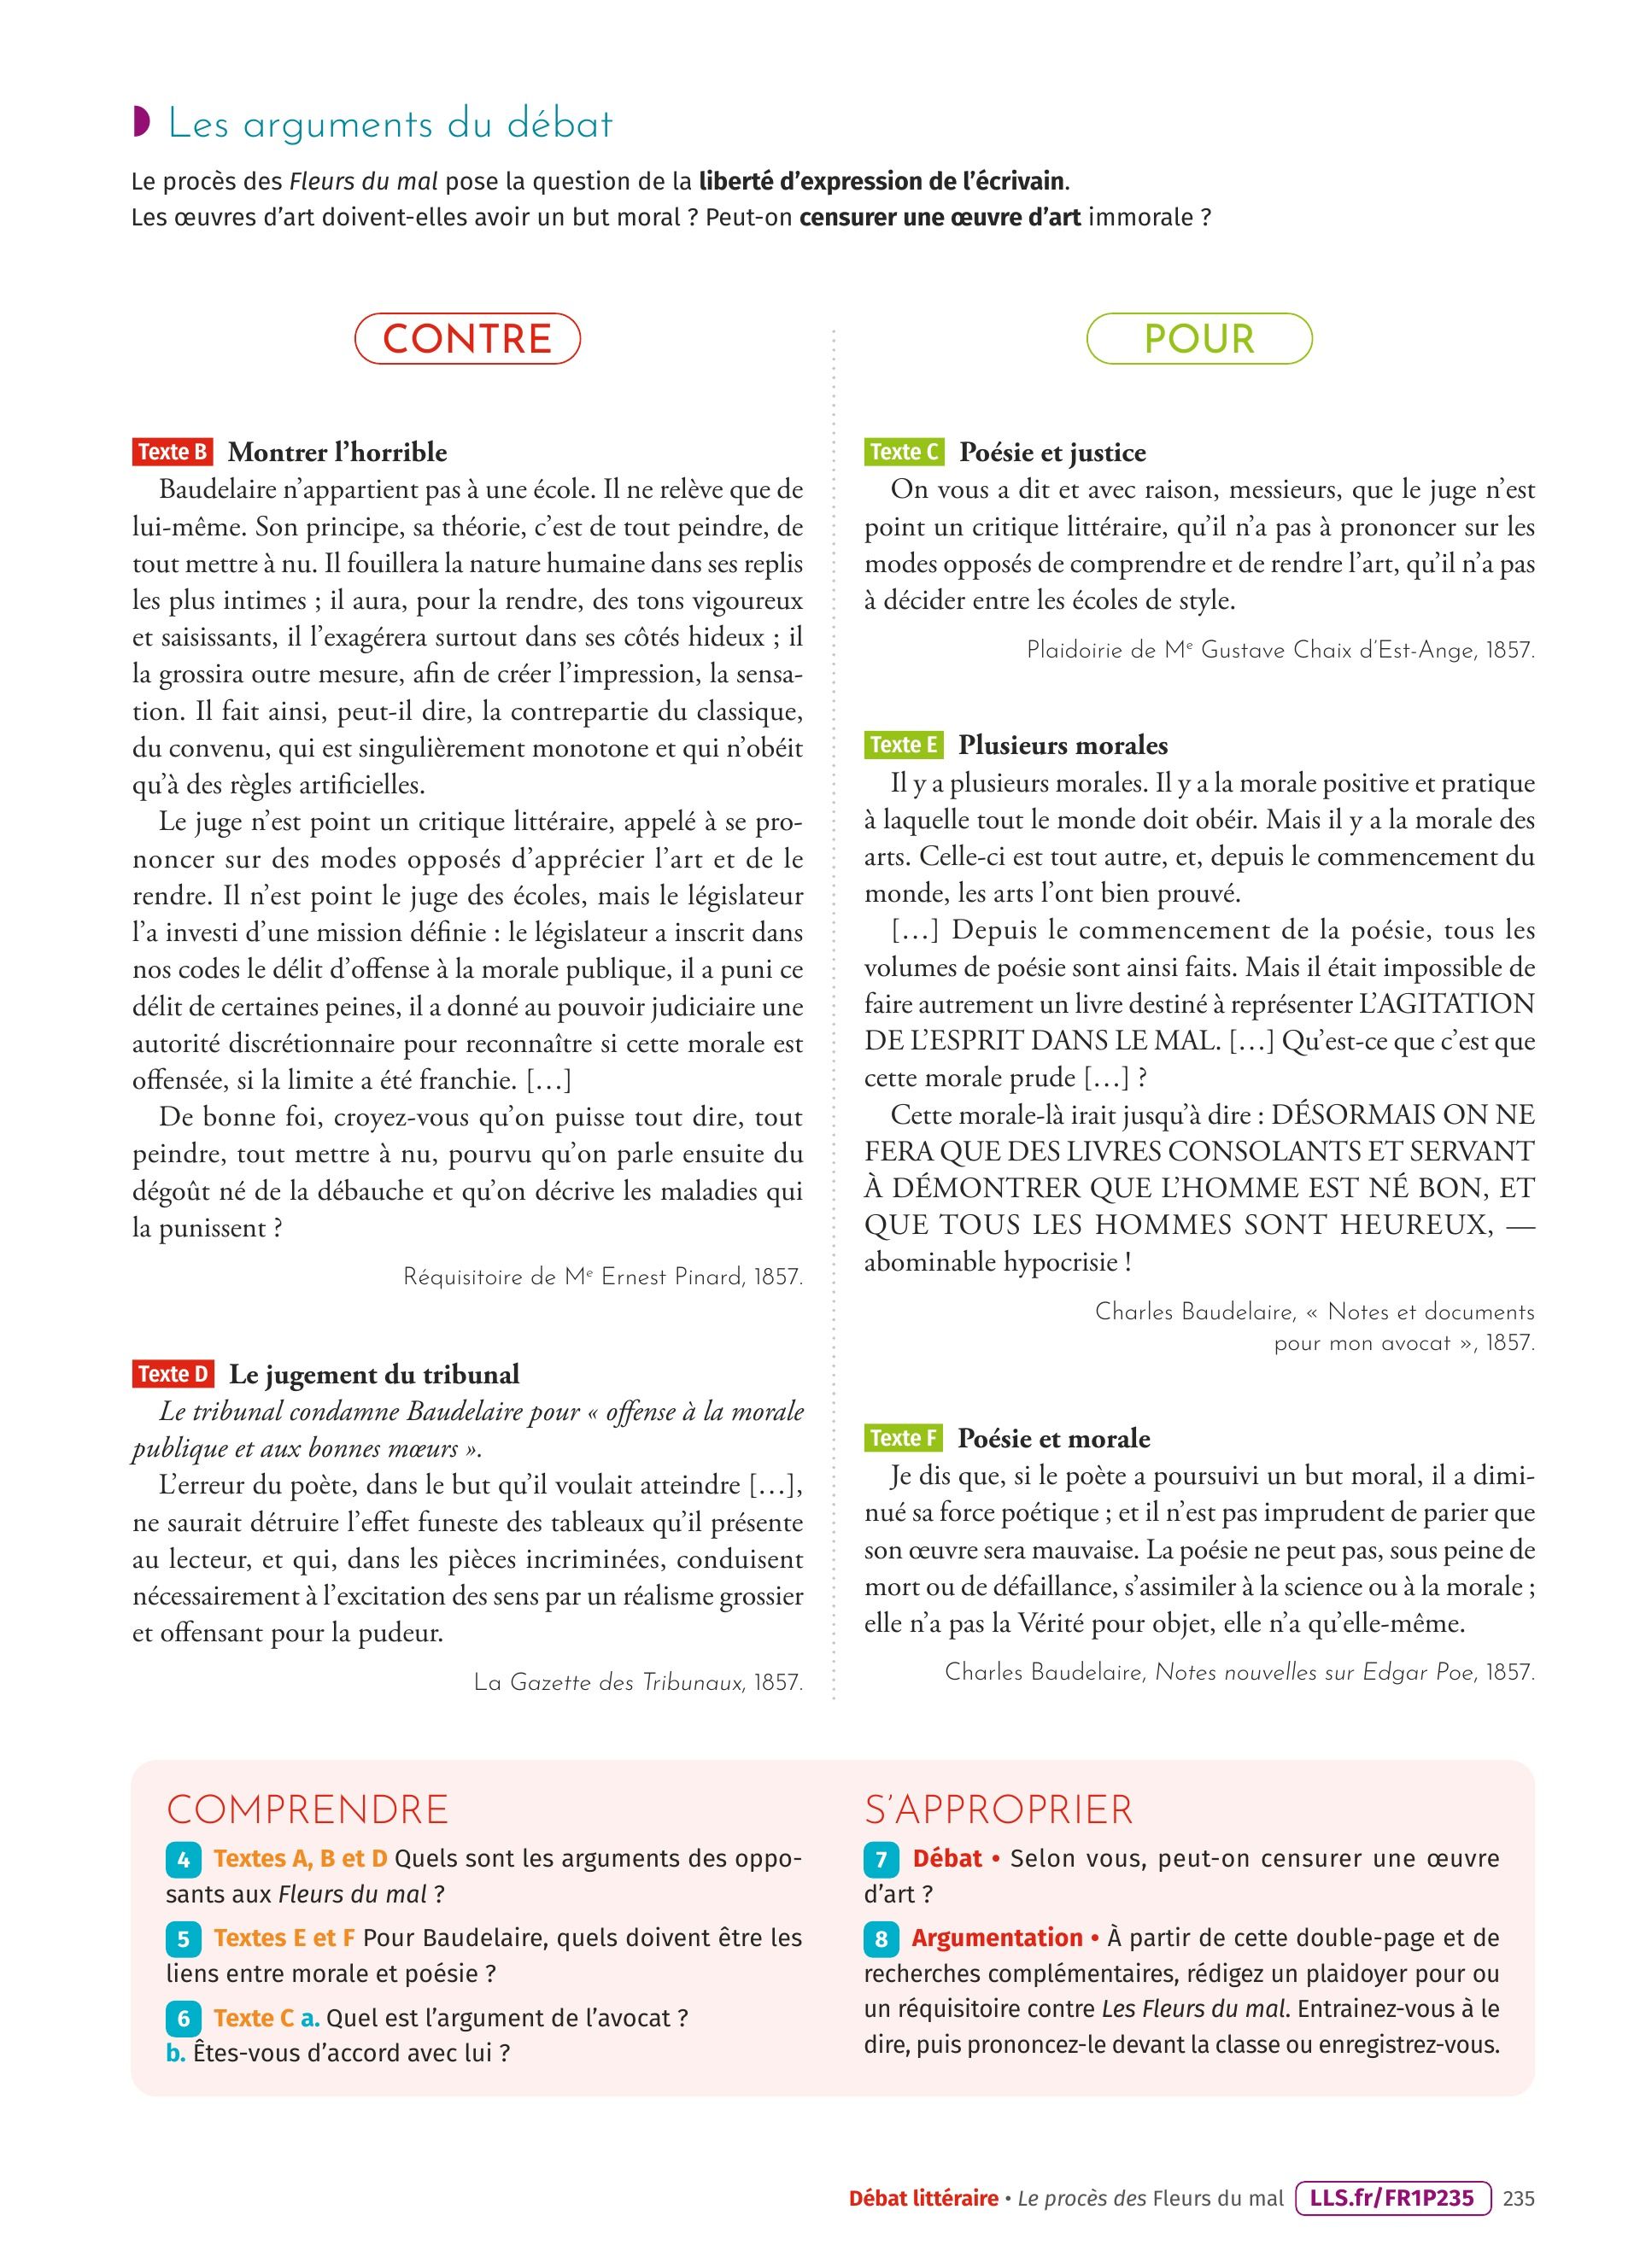 Les arguments du débat
Le procès des Fleurs du mal pose la question de la liberté d'expression de l'écrivain.
Les œuvres d'art doivent-elles avoir un but moral ? Peut-on censurer une œuvre d'art immorale ?
CONTRE
Texte B Montrer l'horrible
Baudelaire n'appartient pas à une école. Il ne relève que de
lui-même. Son principe, sa théorie, c'est de tout peindre, de
tout mettre à nu. Il fouillera la nature humaine dans ses replis
les plus intimes ; il aura, pour la rendre, des tons vigoureux
et saisissants, il l'exagérera surtout dans ses côtés hideux ; il
la grossira outre mesure, afin de créer l'impression, la sensa-
tion. Il fait ainsi, peut-il dire, la contrepartie du classique,
du convenu, qui est singulièrement monotone et qui n'obéit
qu'à des règles artificielles.
Le juge n'est point un critique littéraire, appelé à se pro-
noncer sur des modes opposés d'apprécier l'art et de le
rendre. Il n'est point le juge des écoles, mais le législateur
l'a investi d'une mission définie : le législateur a inscrit dans
nos codes le délit d'offense à la morale publique, il a puni ce
délit de certaines peines, il a donné au pouvoir judiciaire une
autorité discrétionnaire pour reconnaître si cette morale est
offensée, si la limite a été franchie. […]
De bonne foi, croyez-vous qu'on puisse tout dire, tout
peindre, tout mettre à nu, pourvu qu'on parle ensuite du
dégoût né de la débauche et qu'on décrive les maladies qui
la punissent ?
Réquisitoire de Me Ernest Pinard, 1857.
Texte D Le jugement du tribunal
Le tribunal condamne Baudelaire pour « offense à la morale
publique et aux bonnes mœurs ».
L'erreur du poète, dans le but qu'il voulait atteindre […],
ne saurait détruire l'effet funeste des tableaux qu'il présente
au lecteur, et qui, dans les pièces incriminées, conduisent
nécessairement à l'excitation des sens par un réalisme grossier
et offensant pour la pudeur.
La Gazette des Tribunaux, 1857.
POUR
Texte C Poésie et justice
On vous a dit et avec raison, messieurs, que le juge n'est
point un critique littéraire, qu'il n'a pas à prononcer sur les
modes opposés de comprendre et de rendre l'art, qu'il n'a pas
à décider entre les écoles de style.
Plaidoirie de Me Gustave Chaix d'Est-Ange, 1857.
Texte E Plusieurs morales
Il y a plusieurs morales. Il y a la morale positive et pratique
à laquelle tout le monde doit obéir. Mais il y a la morale des
arts. Celle-ci est tout autre, et, depuis le commencement du
monde, les arts l'ont bien prouvé.
[…] Depuis le commencement de la poésie, tous les
volumes de poésie sont ainsi faits. Mais il était impossible de
faire autrement un livre destiné à représenter L'AGITATION
DE L'ESPRIT DANS LE MAL. […] Qu'est-ce que c'est que
cette morale prude […] ?
Cette morale-là irait jusqu'à dire : DÉSORMAIS ON NE
FERA QUE DES LIVRES CONSOLANTS ET SERVANT
À DÉMONTRER QUE L'HOMME EST NÉ BON, ET
QUE TOUS LES HOMMES SONT HEUREUX, —
abominable hypocrisie !
Charles Baudelaire, « Notes et documents
pour mon avocat », 1857.
Texte F Poésie et morale
Je dis que, si le poète a poursuivi un but moral, il a dimi-
nué sa force poétique ; et il n'est pas imprudent de parier que
son œuvre sera mauvaise. La poésie ne peut pas, sous peine de
mort ou de défaillance, s'assimiler à la science ou à la morale ;
elle n'a pas la Vérité pour objet, elle n'a qu'elle-même.
Charles Baudelaire, Notes nouvelles sur Edgar Poe, 1857.
COMPRENDRE
4 Textes A, B et D Quels sont les arguments des oppo-
sants aux Fleurs du mal ?
5 Textes E et F Pour Baudelaire, quels doivent être les
liens entre morale et poésie ?
6 Texte C a. Quel est l'argument de l'avocat ?
b. Êtes-vous d'accord avec lui ?
S'APPROPRIER
7 Débat • Selon vous, peut-on censurer une œuvre
d'art ?
8 Argumentation • À partir de cette double-page et de
recherches complémentaires, rédigez un plaidoyer pour ou
un réquisitoire contre Les Fleurs du mal. Entrainez-vous à le
dire, puis prononcez-le devant la classe ou enregistrez-vous.
Débat littéraire • Le procès des Fleurs du mal LLS.fr/FR1P235 235